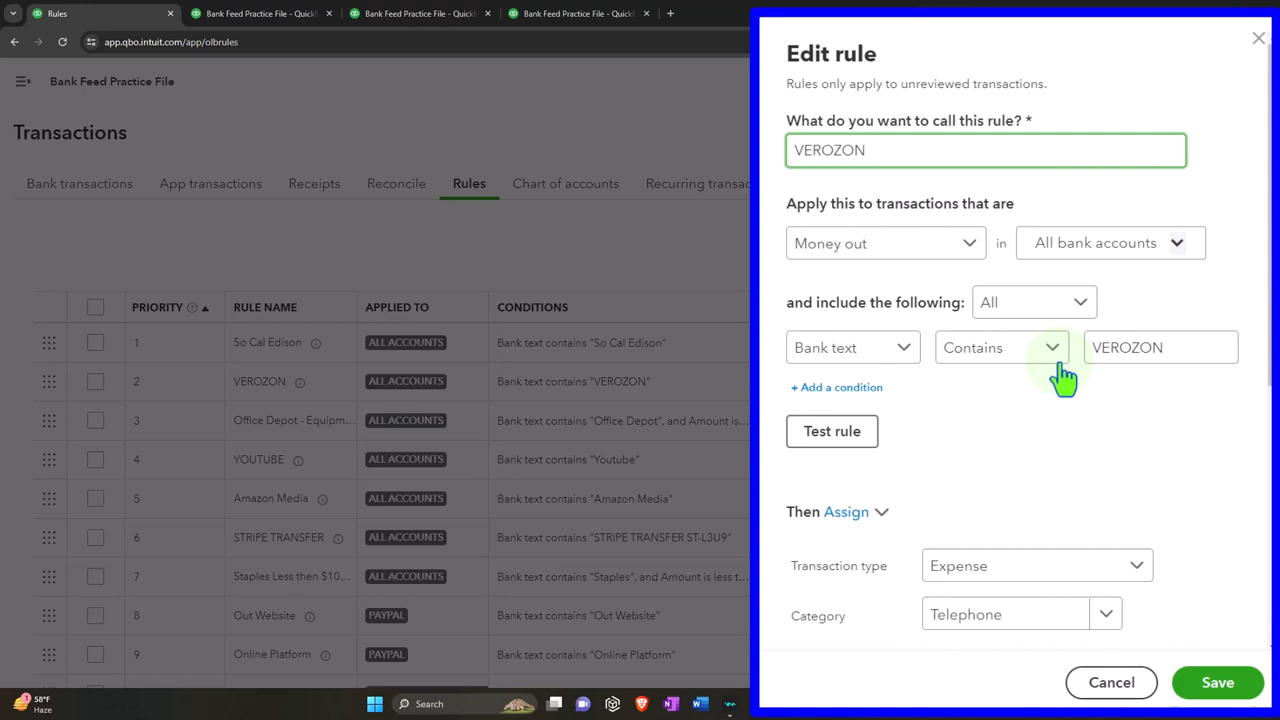 Rules
Bank Feed Practice File - Quick
Bank Feed Practice File - Quick
Bank Feed Practice File - Quick
app.qbo.intuit.com/app/olbrules
Bank Feed Practice File
Transactions
Bank transactions App transactions Receipts Reconcile Rules Chart of accounts Recurring transac
PRIORITY RULE NAME APPLIED TO CONDITIONS
1 So Cal Edison ALL ACCOUNTS Bank text contains "So Cal Edison"
2 VEROZON ALL ACCOUNTS Bank text contains "VEROZON"
3 Office Depot - Equipm... ALL ACCOUNTS Bank text contains "Office Depot", and Amount is...
4 YOUTUBE ALL ACCOUNTS Bank text contains "Youtube"
5 Amazon Media ALL ACCOUNTS Bank text contains "Amazon Media"
6 STRIPE TRANSFER ALL ACCOUNTS Bank text contains "STRIPE TRANSFER ST-L3U9"
7 Staples Less then $10... ALL ACCOUNTS Bank text contains "Staples", and Amount is less t...
8 Out Website PAYPAL Bank text contains "Out Website"
9 Online Platform PAYPAL Bank text contains "Online Platform"
Edit rule
Rules only apply to unreviewed transactions.
What do you want to call this rule? *
VEROZON
Apply this to transactions that are
Money out in All bank accounts
and include the following: All
Bank text Contains VEROZON
+ Add a condition
Test rule
Then Assign
Transaction type Expense
Category Telephone
Cancel Save
58°F
Haze
Search